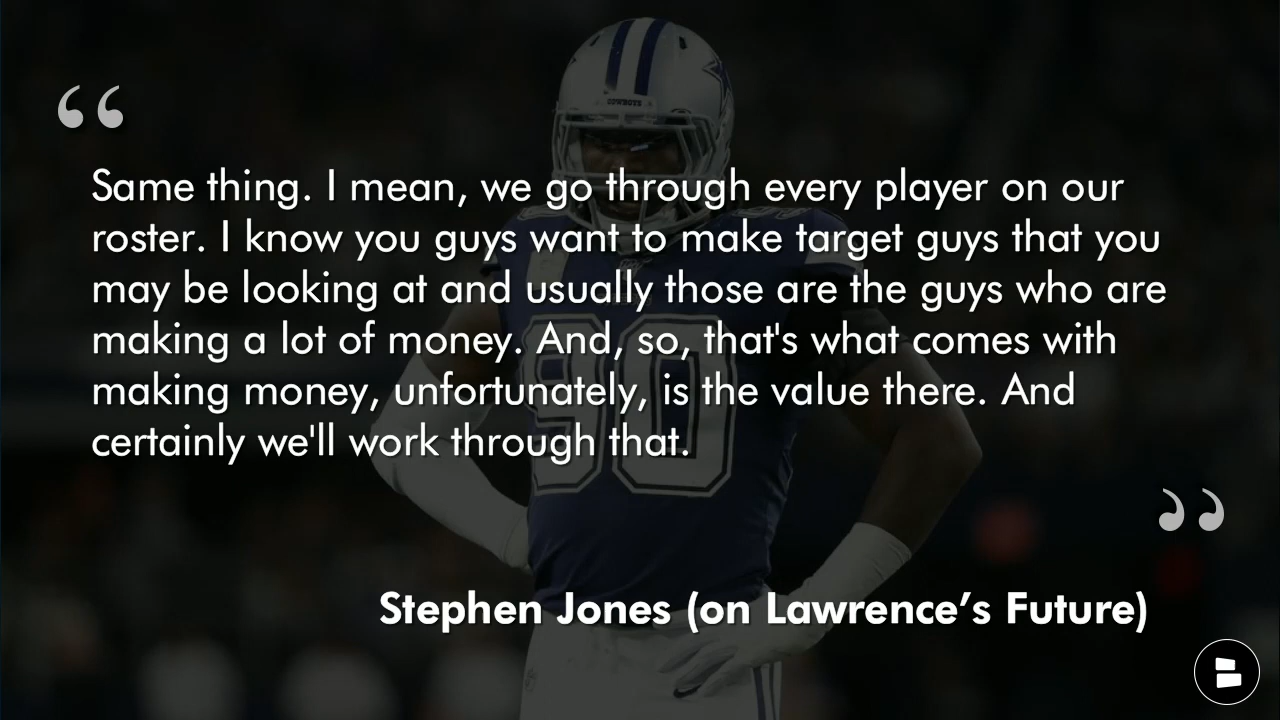 COWBOYS
“
Same thing. I mean, we go through every player on our
roster. I know you guys want to make target guys that you
may be looking at and usually those are the guys who are
making a lot of money. And, so, that's what comes with
making money, unfortunately, is the value there. And
certainly we'll work through that.
90
”
Stephen Jones (on Lawrence’s Future)